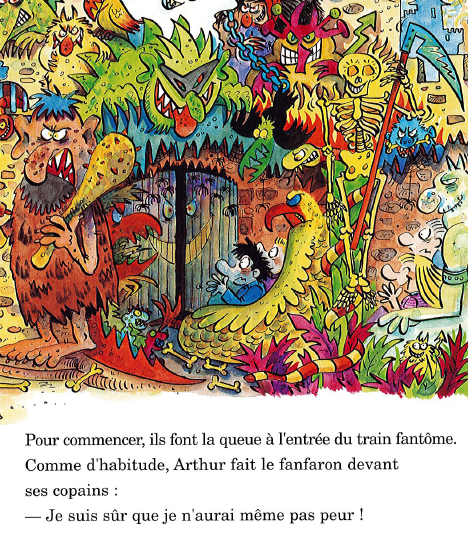 Pour commencer, ils font la queue à l'entrée du train fantôme.
Comme d'habitude, Arthur fait le fanfaron devant
ses copains :
— Je suis sûr que je n'aurai même pas peur !